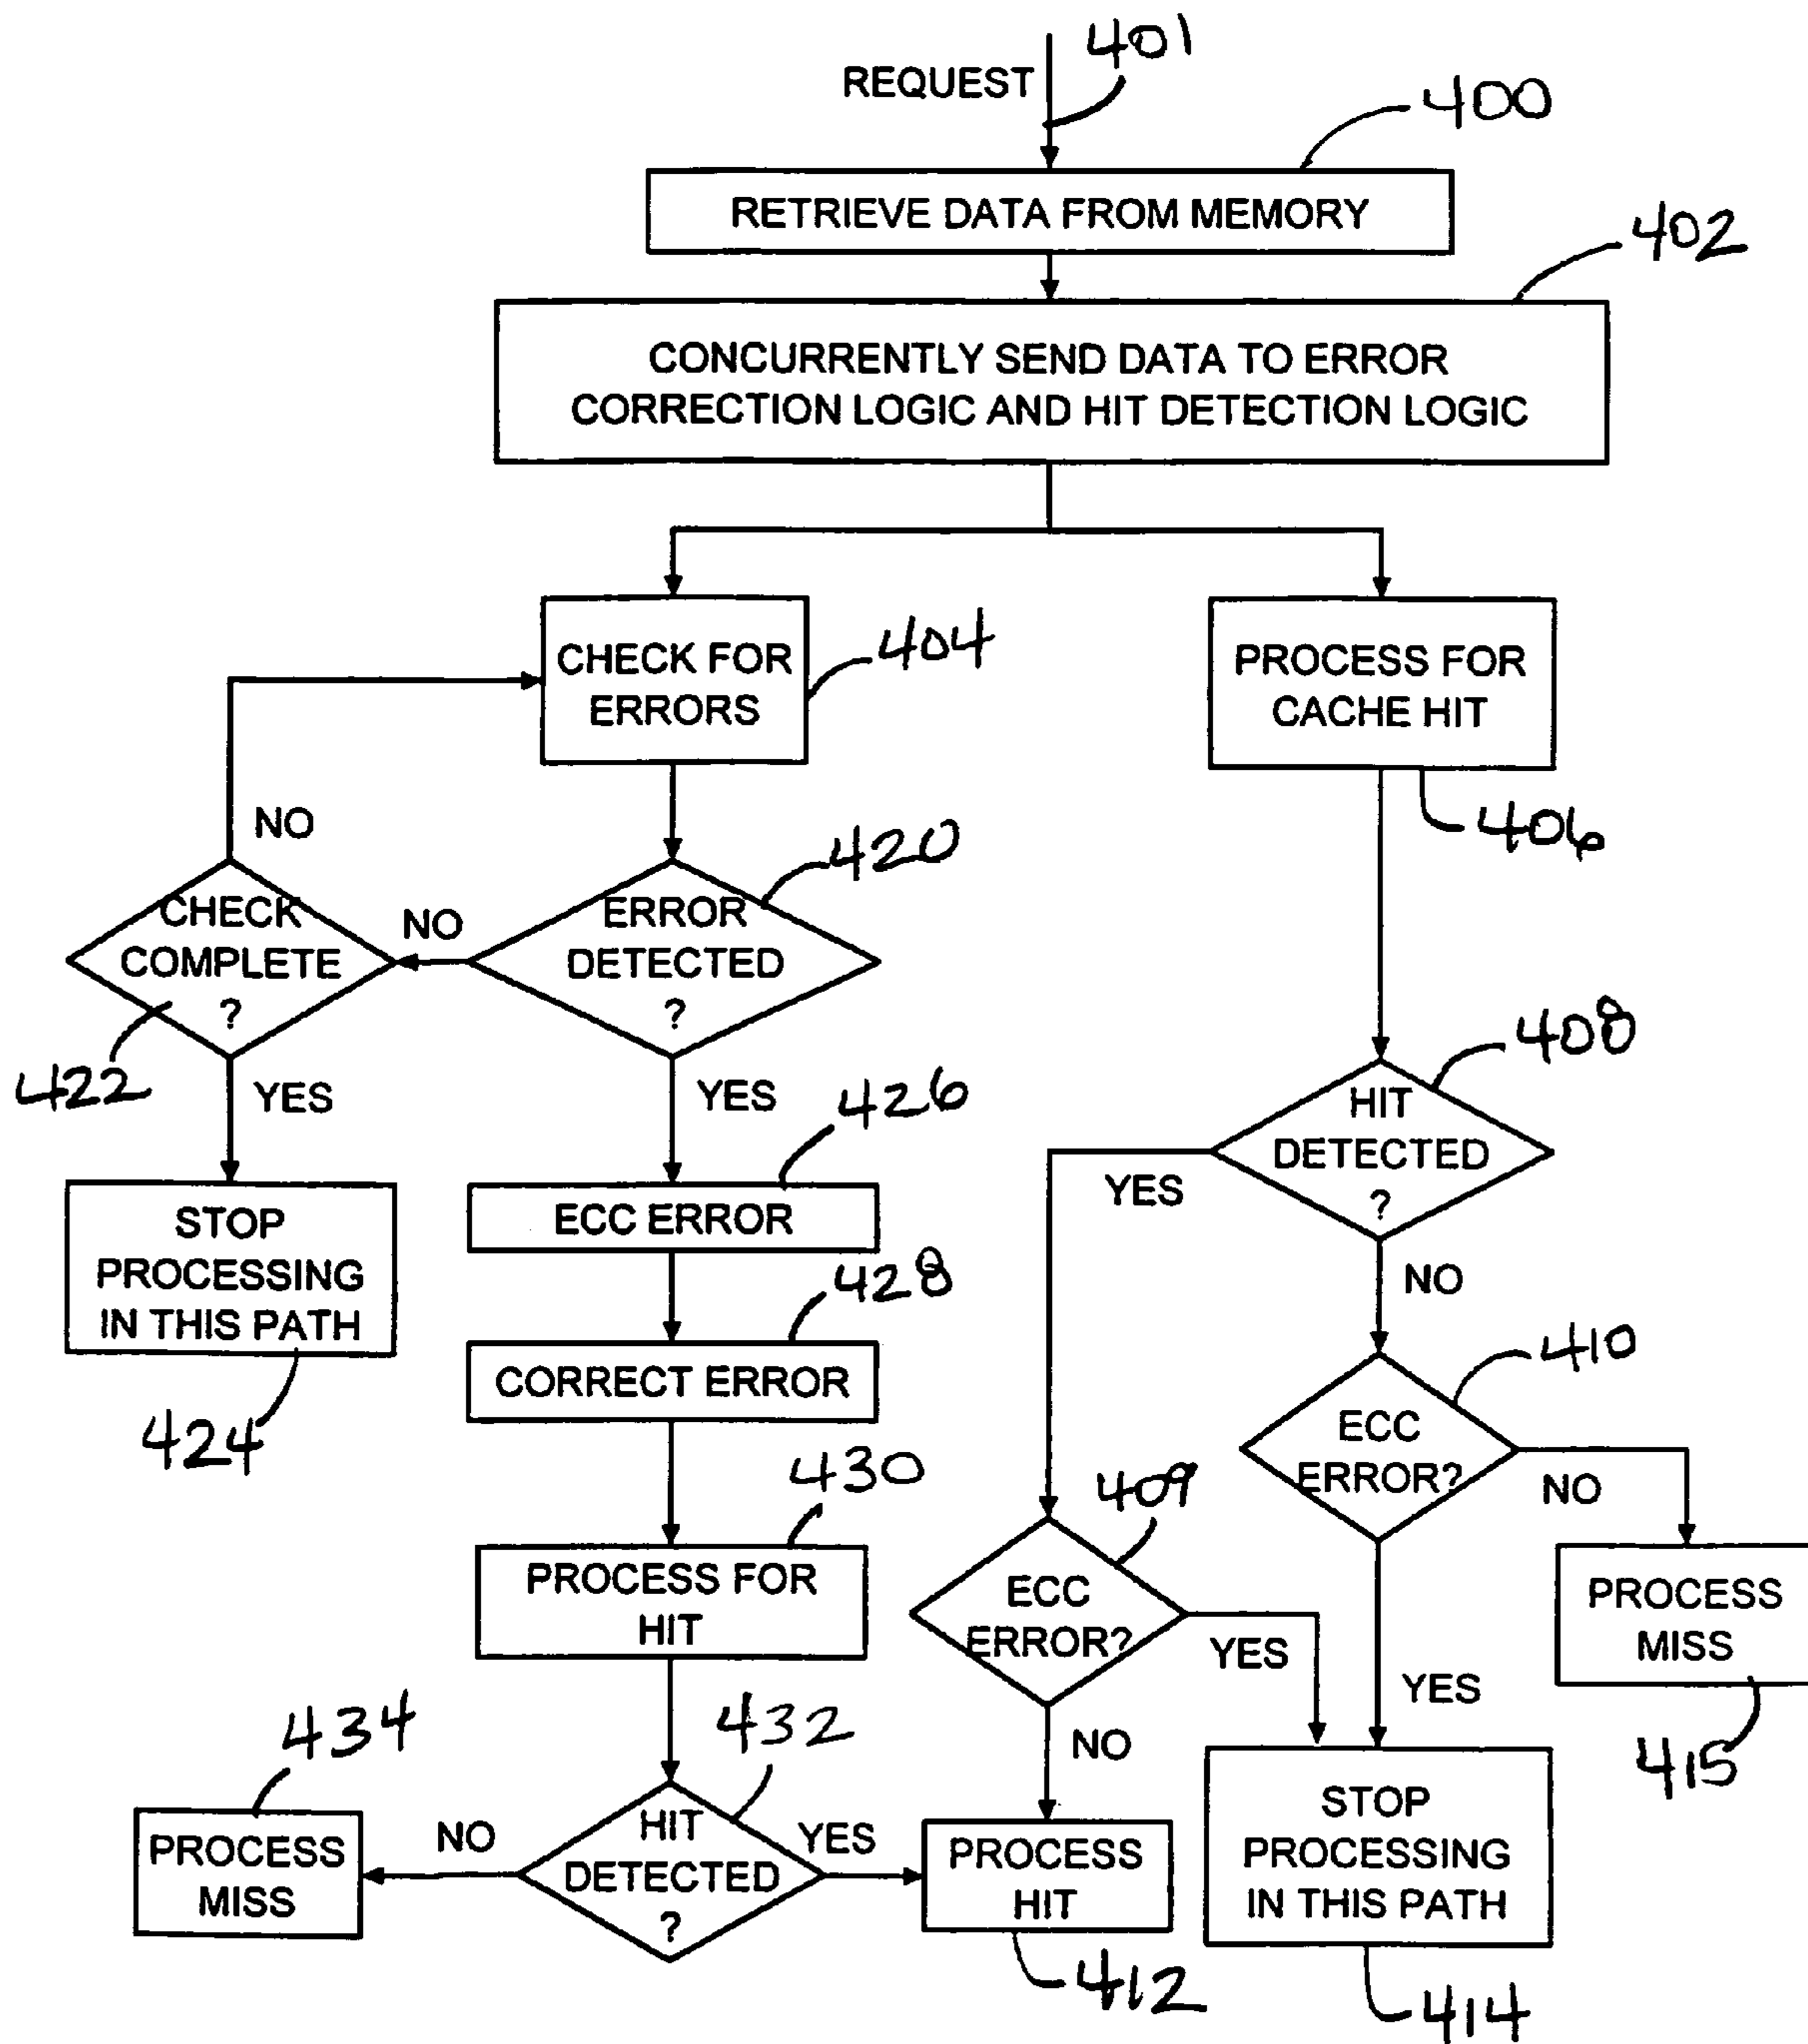 REQUEST
401
400
RETRIEVE DATA FROM MEMORY
402
CONCURRENTLY SEND DATA TO ERROR
CORRECTION LOGIC AND HIT DETECTION LOGIC
CHECK FOR
ERRORS
404
PROCESS FOR
CACHE HIT
406
NO
CHECK
COMPLETE
?
422
NO
ERROR
DETECTED
?
420
YES
YES
426
STOP
PROCESSING
IN THIS PATH
424
ECC ERROR
428
CORRECT ERROR
430
PROCESS FOR
HIT
432
HIT
DETECTED
?
NO
434
PROCESS
MISS
YES
408
HIT
DETECTED
?
YES
NO
410
ECC
ERROR?
NO
409
ECC
ERROR?
YES
YES
PROCESS
MISS
415
NO
PROCESS
HIT
412
STOP
PROCESSING
IN THIS PATH
414